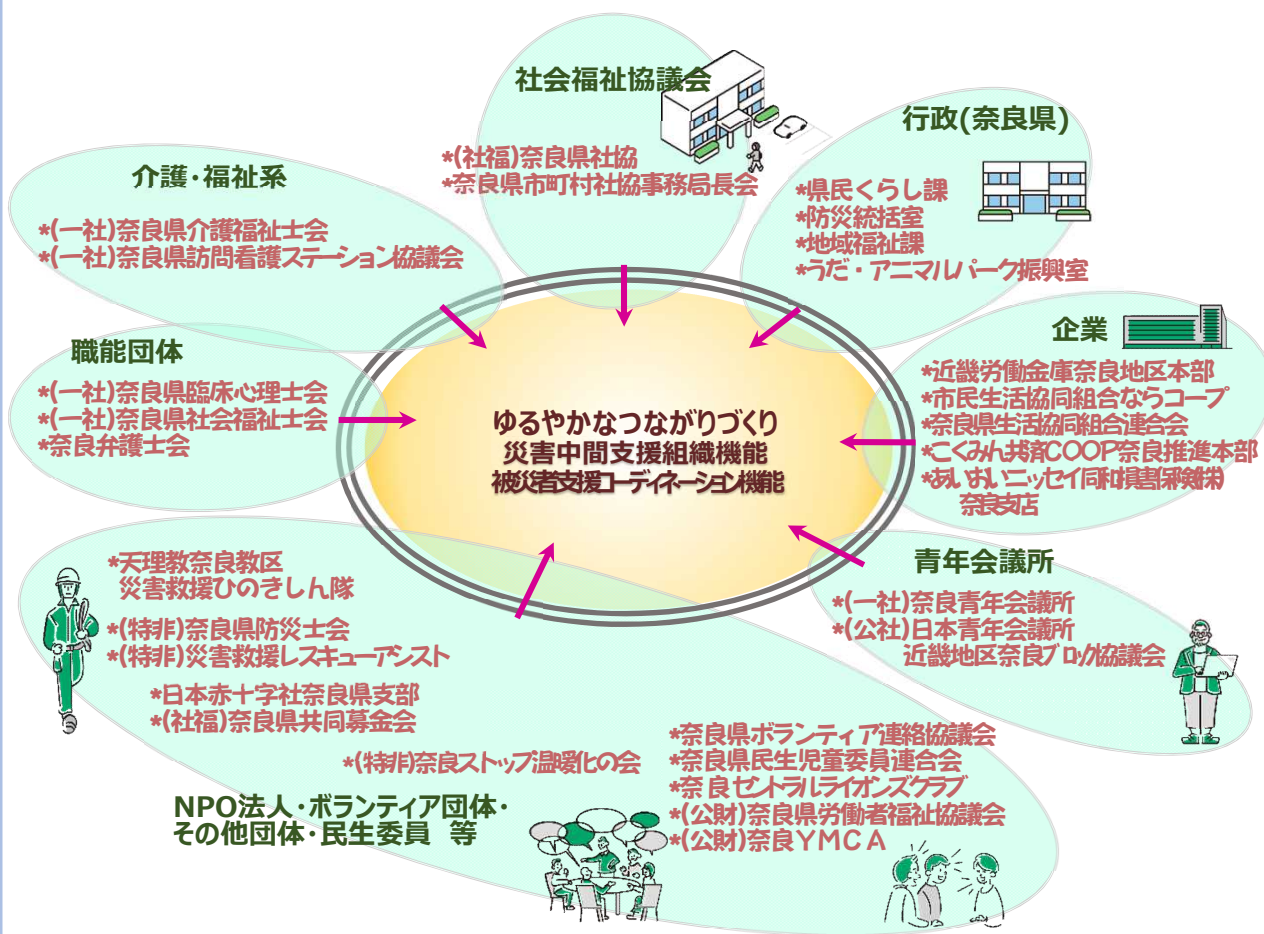 社会福祉協議会
*(社福)奈良県社協
*奈良県市町村社協事務局長会
行政(奈良県)
*県民くらし課
*防災統括室
*地域福祉課
*うだ・アニマルパーク振興室
介護・福祉系
*(一社)奈良県介護福祉士会
*(一社)奈良県訪問看護ステーション協議会
職能団体
*(一社)奈良県臨床心理士会
*(一社)奈良県社会福祉士会
*奈良弁護士会
企業
*近畿労働金庫奈良地区本部
*市民生活協同組合ならコープ
*奈良県生活協同組合連合会
*こくみん共済COOP奈良推進本部
*あいおいニッセイ同和損害保険(株)
奈良支店
ゆるやかなつながりづくり
災害中間支援組織機能
被災者支援コーディネーション機能
青年会議所
*(一社)奈良青年会議所
*(公社)日本青年会議所
近畿地区奈良ブロック協議会
*天理教奈良教区
災害救援ひのきしん隊
*(特非)奈良県防災士会
*(特非)災害救援レスキューアシスト
*日本赤十字社奈良県支部
*(社福)奈良県共同募金会
*(特非)奈良ストップ温暖化の会
NPO法人・ボランティア団体・
その他団体・民生委員 等
*奈良県ボランティア連絡協議会
*奈良県民生児童委員連合会
*奈良セントラルライオンズクラブ
*(公財)奈良県労働者福祉協議会
*(公財)奈良YMCA